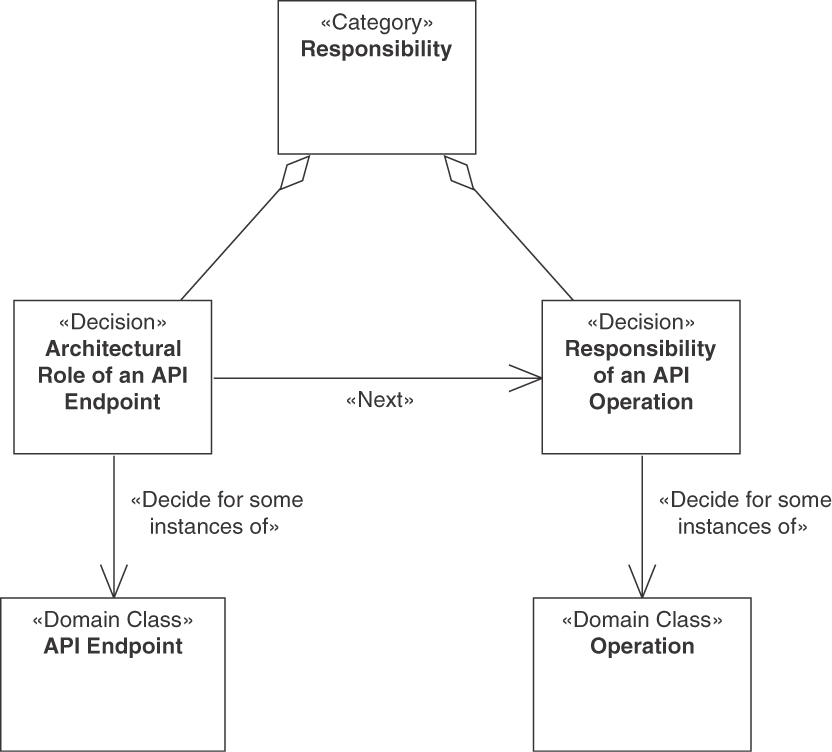 «Category»
Responsibility
«Decision»
Architectural
Role of an API
Endpoint
«Next»
«Decision»
Responsibility
of an API
Operation
«Decide for some
instances of»
«Decide for some
instances of»
«Domain Class»
API Endpoint
«Domain Class»
Operation